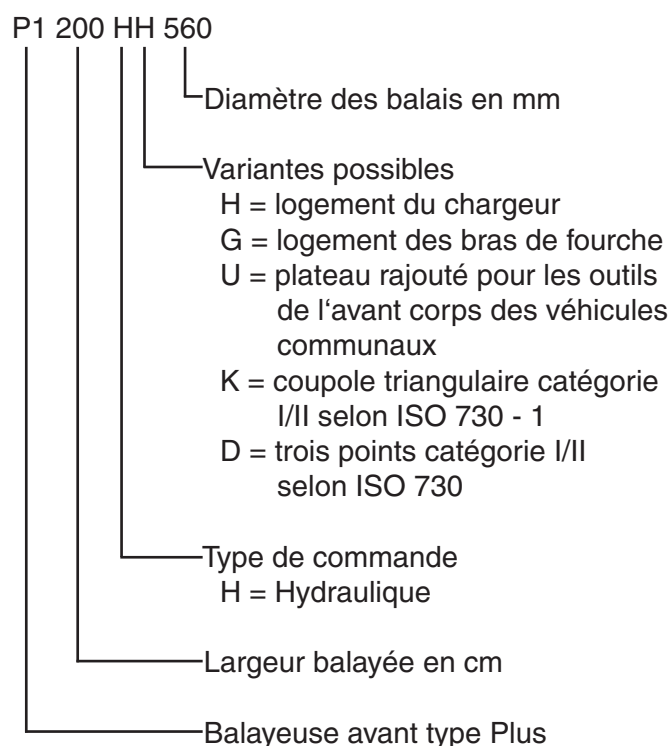 P1 200 HH 560
Diamètre des balais en mm
Variantes possibles
H = logement du chargeur
G = logement des bras de fourche
U = plateau rajouté pour les outils
de l‘avant corps des véhicules
communaux
K = coupole triangulaire catégorie
I/II selon ISO 730 - 1
D = trois points catégorie I/II
selon ISO 730
Type de commande
H = Hydraulique
Largeur balayée en cm
Balayeuse avant type Plus